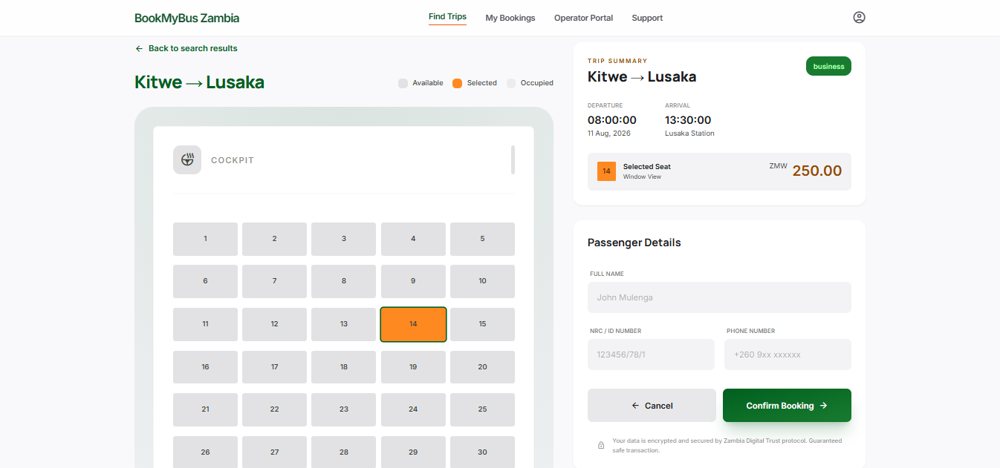 BookMyBus Zambia
Find Trips
My Bookings
Operator Portal
Support
← Back to search results
Kitwe → Lusaka
Available
Selected
Occupied
COCKPIT
1 2 3 4 5
6 7 8 9 10
11 12 13 14 15
16 17 18 19 20
21 22 23 24 25
26 27 28 29 30
TRIP SUMMARY
business
Kitwe → Lusaka
DEPARTURE
08:00:00
11 Aug, 2026
ARRIVAL
13:30:00
Lusaka Station
14
Selected Seat
Window View
ZMW 250.00
Passenger Details
FULL NAME
John Mulenga
NRC / ID NUMBER
123456/78/1
PHONE NUMBER
+260 9xx xxxxxx
← Cancel
Confirm Booking →
Your data is encrypted and secured by Zambia Digital Trust protocol. Guaranteed
safe transaction.